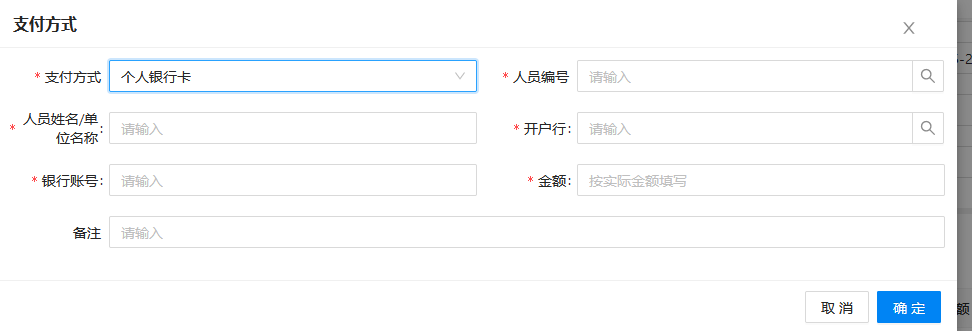 支付方式
* 支付方式 个人银行卡 * 人员编号 请输入
* 人员姓名/单位名称: 请输入 * 开户行: 请输入
* 银行账号: 请输入 * 金额: 按实际金额填写
备注 请输入
取 消 确 定
-2
额